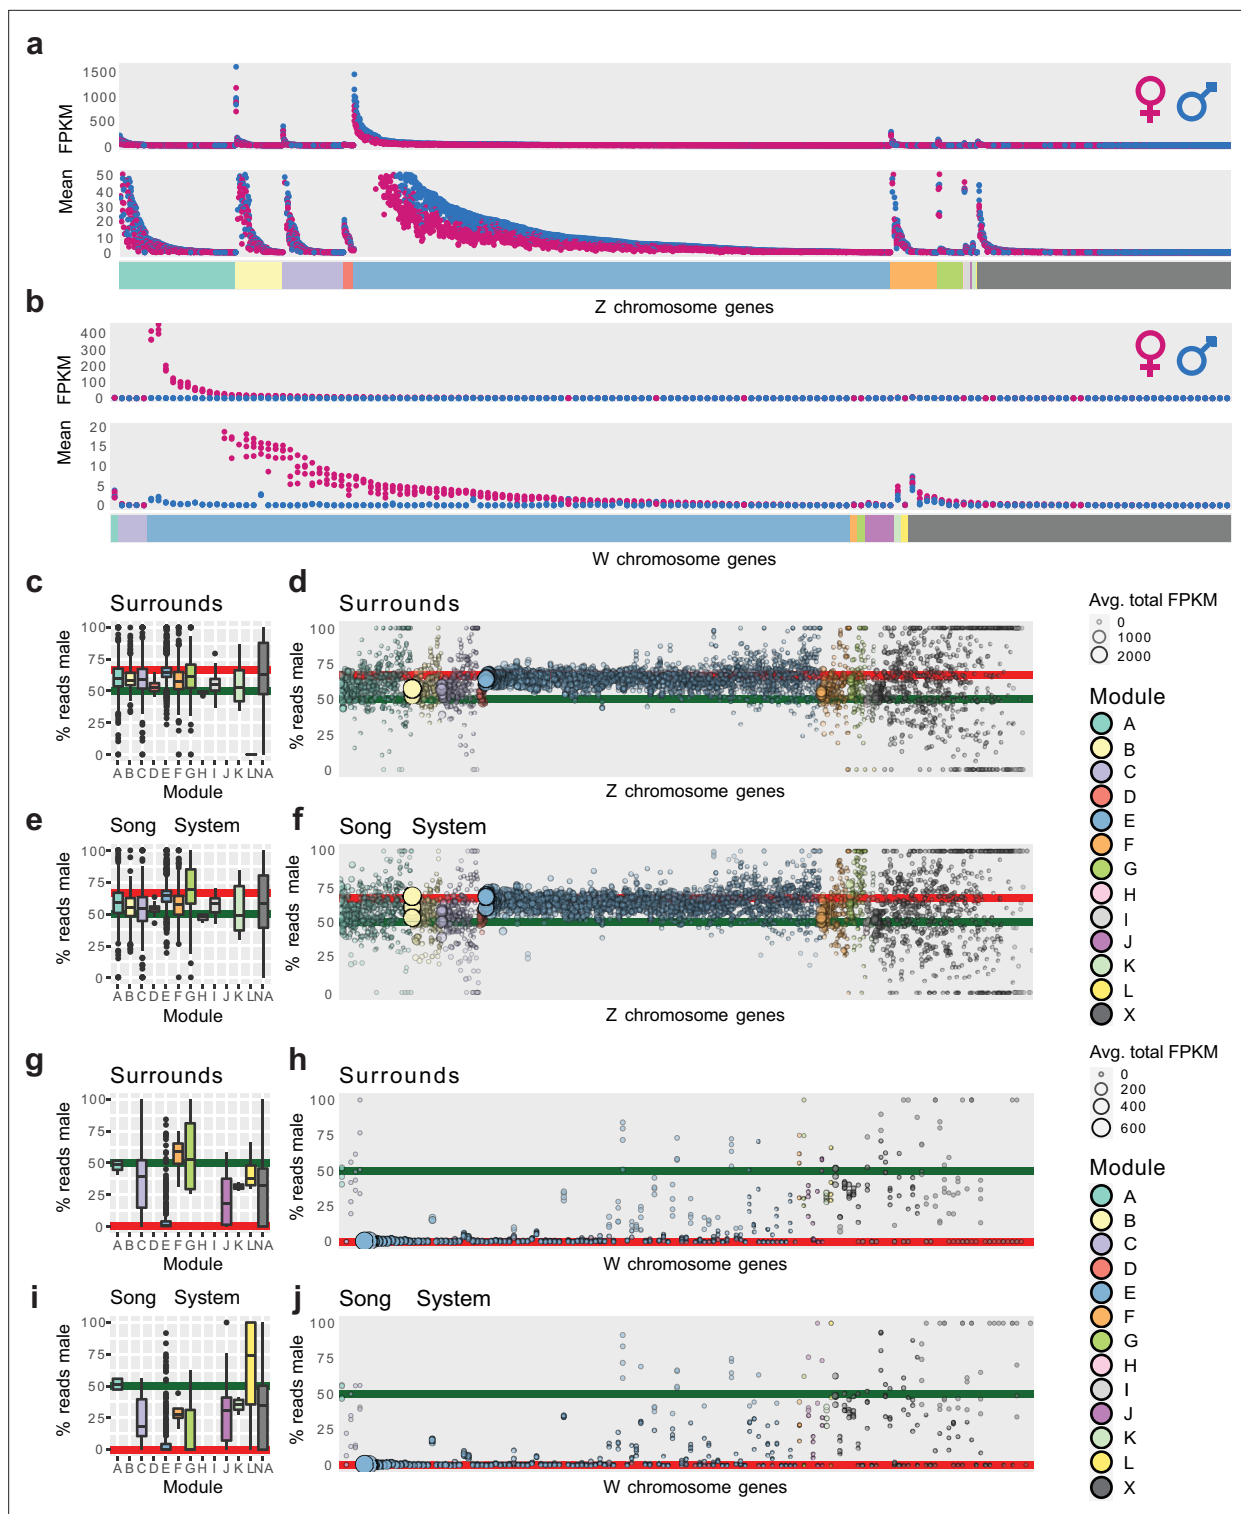 a
FPKM
1500
1000
500
0
Mean
50
40
30
20
10
0
Z chromosome genes
b
FPKM
400
300
200
100
0
Mean
20
15
10
5
0
W chromosome genes
c
Surrounds
% reads male
100
75
50
25
0
A B C D E F G H I J K L N A
Module
d
Surrounds
% reads male
100
75
50
25
0
Z chromosome genes
Avg. total FPKM
0
1000
2000
Module
A
B
C
D
E
F
G
H
I
J
K
L
X
e
Song System
% reads male
100
75
50
25
0
A B C D E F G H I J K L N A
Module
f
Song System
% reads male
100
75
50
25
0
Z chromosome genes
g
Surrounds
% reads male
100
75
50
25
0
A B C D E F G H I J K L N A
Module
h
Surrounds
% reads male
100
75
50
25
0
W chromosome genes
Avg. total FPKM
0
200
400
600
Module
A
B
C
D
E
F
G
H
I
J
K
L
X
i
Song System
% reads male
100
75
50
25
0
A B C D E F G H I J K L N A
Module
j
Song System
% reads male
100
75
50
25
0
W chromosome genes